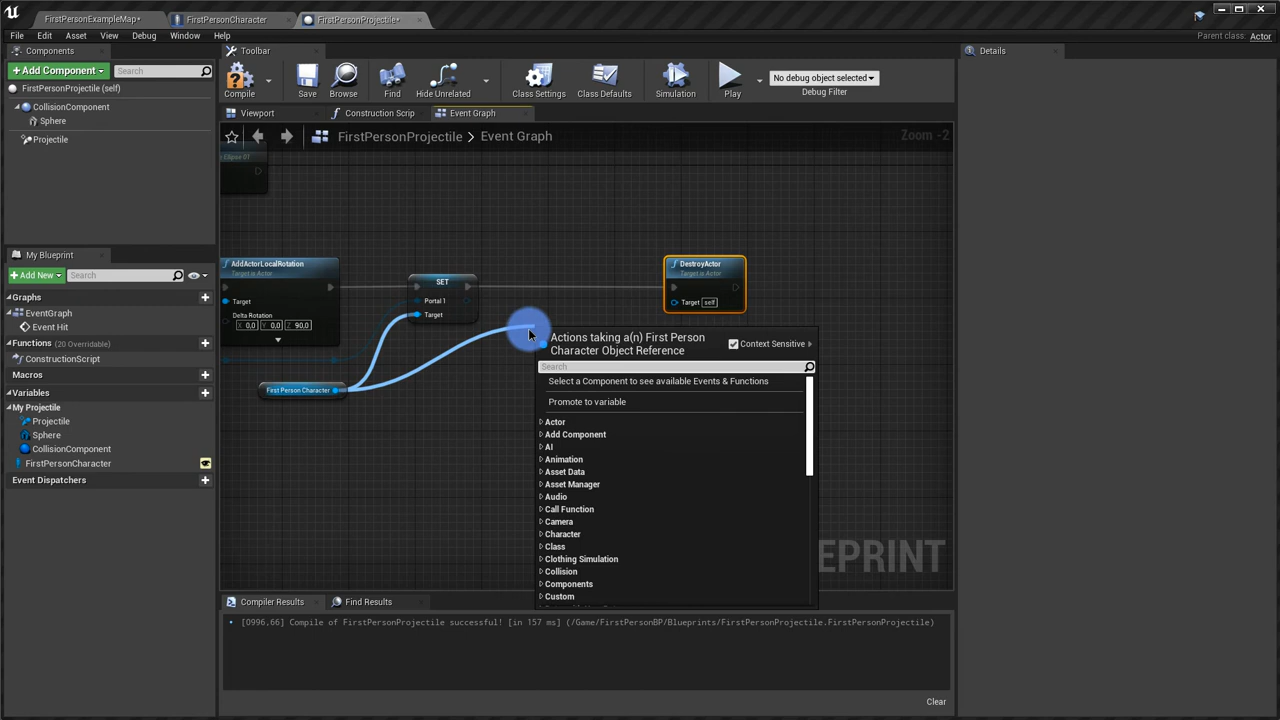 FirstPersonExampleMap*
FirstPersonCharacter
FirstPersonProjectile*
File Edit Asset View Debug Window Help
Parent class: Actor
Components
Toolbar
Details
Add Component
Search
FirstPersonProjectile (self)
CollisionComponent
Sphere
Projectile
Compile
Save
Browse
Find
Hide Unrelated
Class Settings
Class Defaults
Simulation
Play
No debug object selected
Debug Filter
Viewport
Construction Scrip
Event Graph
FirstPersonProjectile > Event Graph
Zoom -2
Ellipse 01
AddActorLocalRotation
Target is Actor
Target
Delta Rotation
X 0,0 Y 0,0 Z 90,0
SET
Portal 1
Target
DestroyActor
Target is Actor
Target self
First Person Character
Actions taking a(n) First Person
Character Object Reference
Context Sensitive
Search
Select a Component to see available Events & Functions
Promote to variable
Actor
Add Component
AI
Animation
Asset Data
Asset Manager
Audio
Call Function
Camera
Character
Class
Clothing Simulation
Collision
Components
Custom
EPRINT
My Blueprint
Add New
Search
Graphs
EventGraph
Event Hit
Functions (20 Overridable)
ConstructionScript
Macros
Variables
My Projectile
Projectile
Sphere
CollisionComponent
FirstPersonCharacter
Event Dispatchers
Compiler Results
Find Results
[0996.66] Compile of FirstPersonProjectile successful! [in 157 ms] (/Game/FirstPersonBP/Blueprints/FirstPersonProjectile.FirstPersonProjectile)
Clear